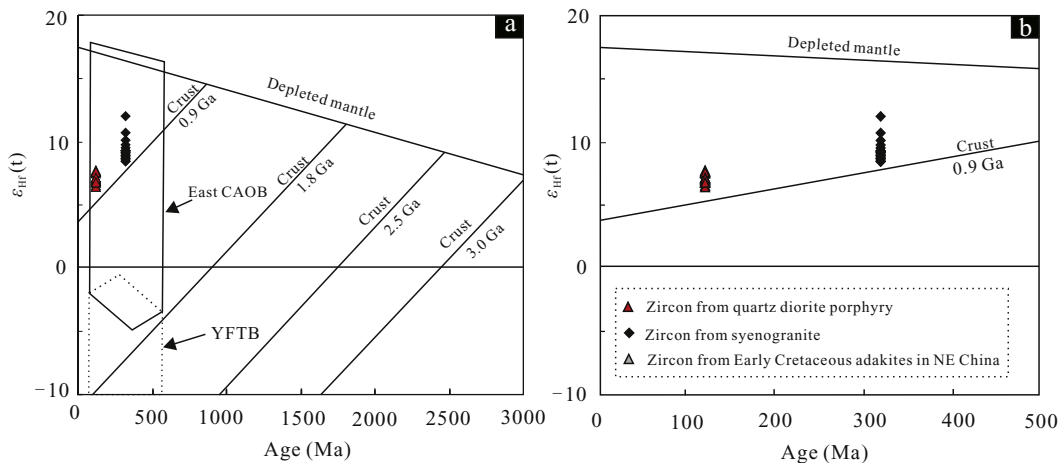 20
10
0
−10
εHf(t)
0
500
1000
1500
2000
2500
3000
Age (Ma)
a
Depleted mantle
Crust
0.9 Ga
Crust
1.8 Ga
Crust
2.5 Ga
Crust
3.0 Ga
East CAOB
YFTB
20
10
0
−10
εHf(t)
0
100
200
300
400
500
Age (Ma)
b
Depleted mantle
Crust
0.9 Ga
Zircon from quartz diorite porphyry
Zircon from syenogranite
Zircon from Early Cretaceous adakites in NE China